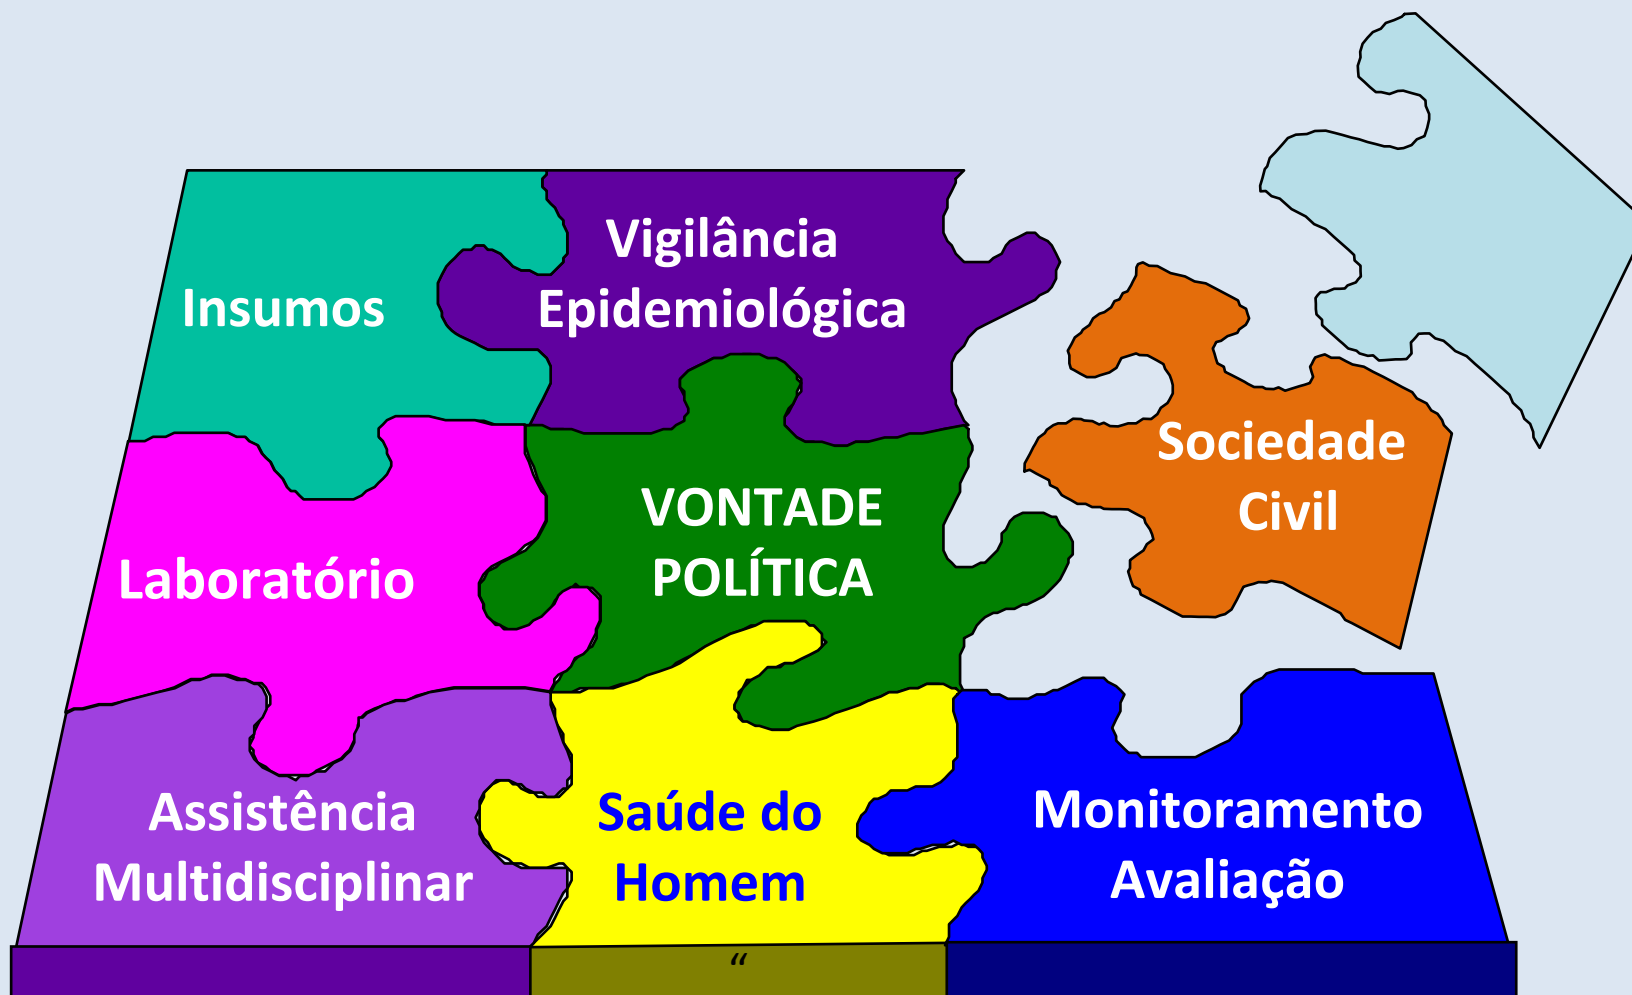 Vigilância
Epidemiológica
Insumos
Sociedade
Civil
VONTADE
POLÍTICA
Laboratório
Assistência
Multidisciplinar
Saúde do
Homem
Monitoramento
Avaliação
“